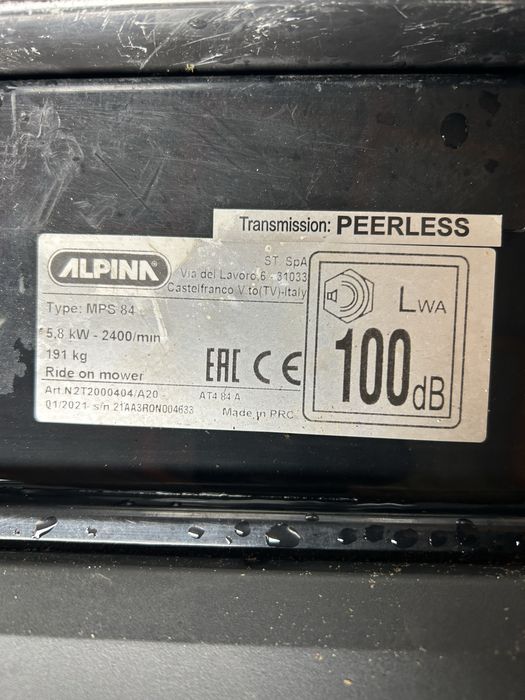 Transmission: PEERLESS
ALPINA
ST. SpA
Via del Lavoro 6 - 31033
Castelfranco V.to(TV)-Italy
Type: MPS 84
5,8 kW - 2400/min
191 kg
Ride on mower
Art.N2T2000404/A20 AT4 84 A
01/2021 s/n 21AA3RON004633 Made in PRC
EAC CE
LWA
100dB